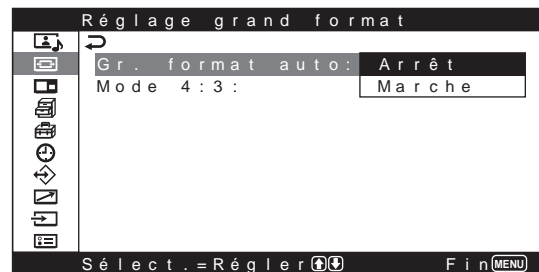 Réglage grand format
Gr. format auto: Arrêt
Mode 4:3: Marche
Sélect.=Régler Fin MENU